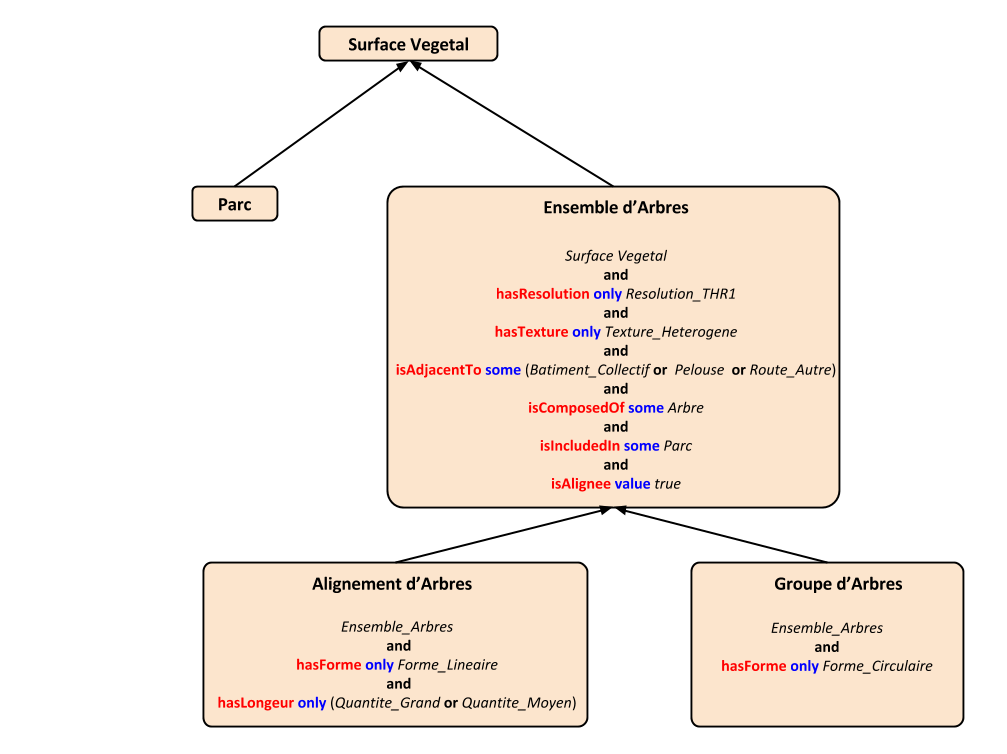 Surface Vegetal
Parc
Ensemble d’Arbres
Surface Vegetal
and
hasResolution only Resolution_THR1
and
hasTexture only Texture_Heterogene
and
isAdjacentTo some (Batiment_Collectif or Pelouse or Route_Autre)
and
isComposedOf some Arbre
and
isIncludedIn some Parc
and
isAlignee value true
Alignement d’Arbres
Ensemble_Arbres
and
hasForme only Forme_Lineaire
and
hasLongeur only (Quantite_Grand or Quantite_Moyen)
Groupe d’Arbres
Ensemble_Arbres
and
hasForme only Forme_Circulaire